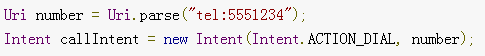 Uri number = Uri.parse("tel:5551234");
Intent callIntent = new Intent(Intent.ACTION_DIAL, number);